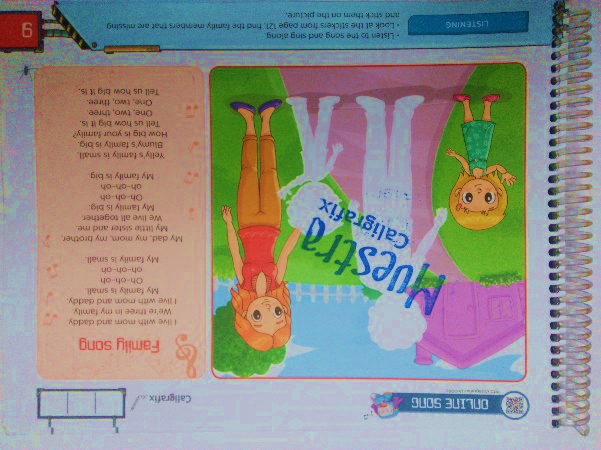 ONLINE SONG
Caligrafix
Family song
I live with mom and daddy,
We're three in my family.
I live with mom and daddy,
My family is small.
Oh-oh-oh
oh-oh-oh
My family is small.
My dad, my mom, my brother,
My little sister and me.
We live all together
My family is big.
Oh-oh-oh
oh-oh-oh
My family is big.
Yelly's family is small.
Blumy's family is big.
How big is your family?
Tell us how big it is.
One, two, three.
One, two, three.
Tell us how big it is.
Muestra
Caligrafix
LISTENING
• Listen to the song and sing along.
• Look at the stickers from page 121, find the family members that are missing
and stick them on the picture.
9